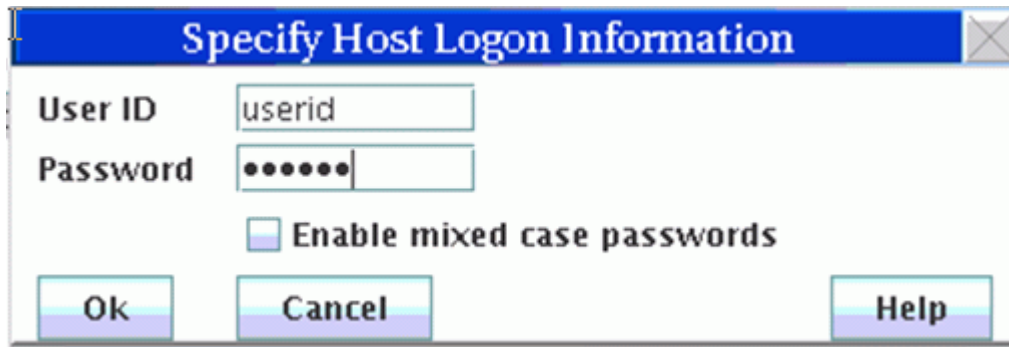 Specify Host Logon Information
User ID userid
Password ••••••
Enable mixed case passwords
Ok Cancel Help